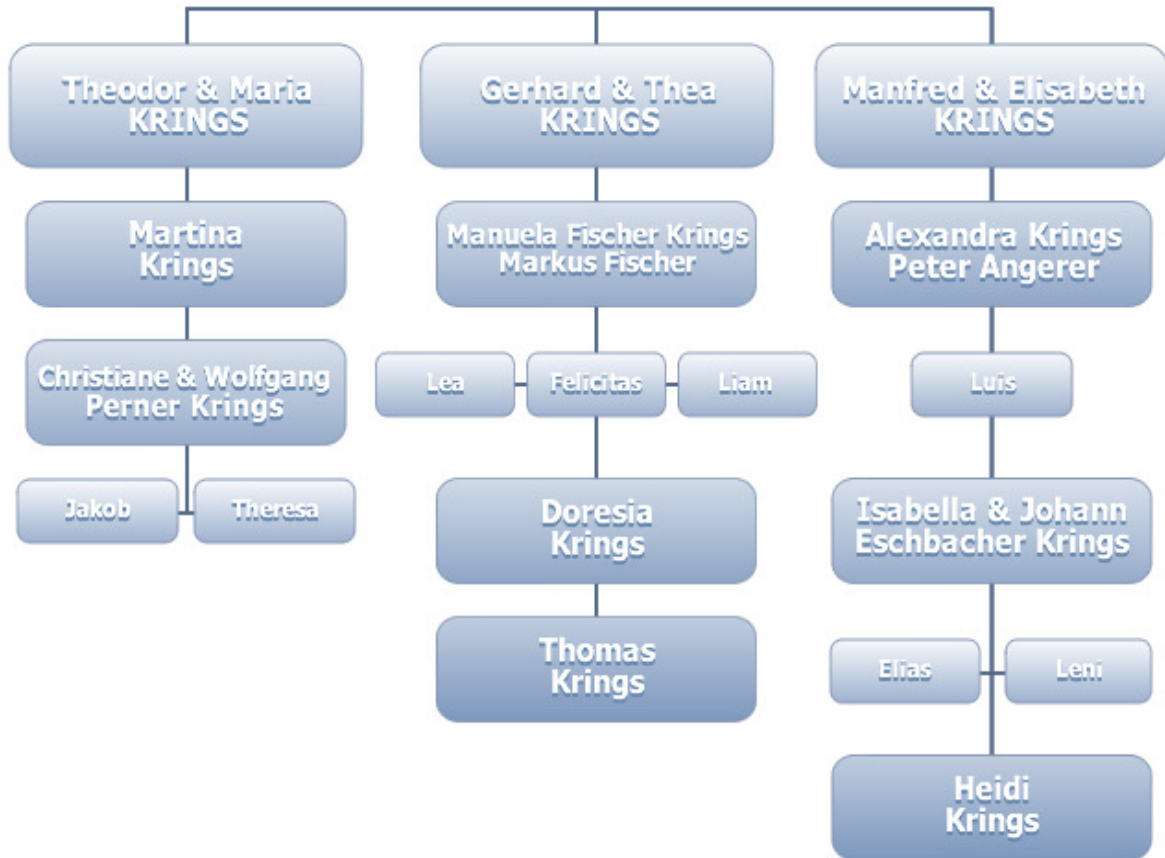 Theodor & Maria
KRINGS
Gerhard & Thea
KRINGS
Manfred & Elisabeth
KRINGS
Martina
Krings
Manuela Fischer Krings
Markus Fischer
Alexandra Krings
Peter Angerer
Christiane & Wolfgang
Perner Krings
Lea
Felicitas
Liam
Luis
Jakob
Theresa
Doresia
Krings
Isabella & Johann
Eschbacher Krings
Thomas
Krings
Elias
Leni
Heidi
Krings